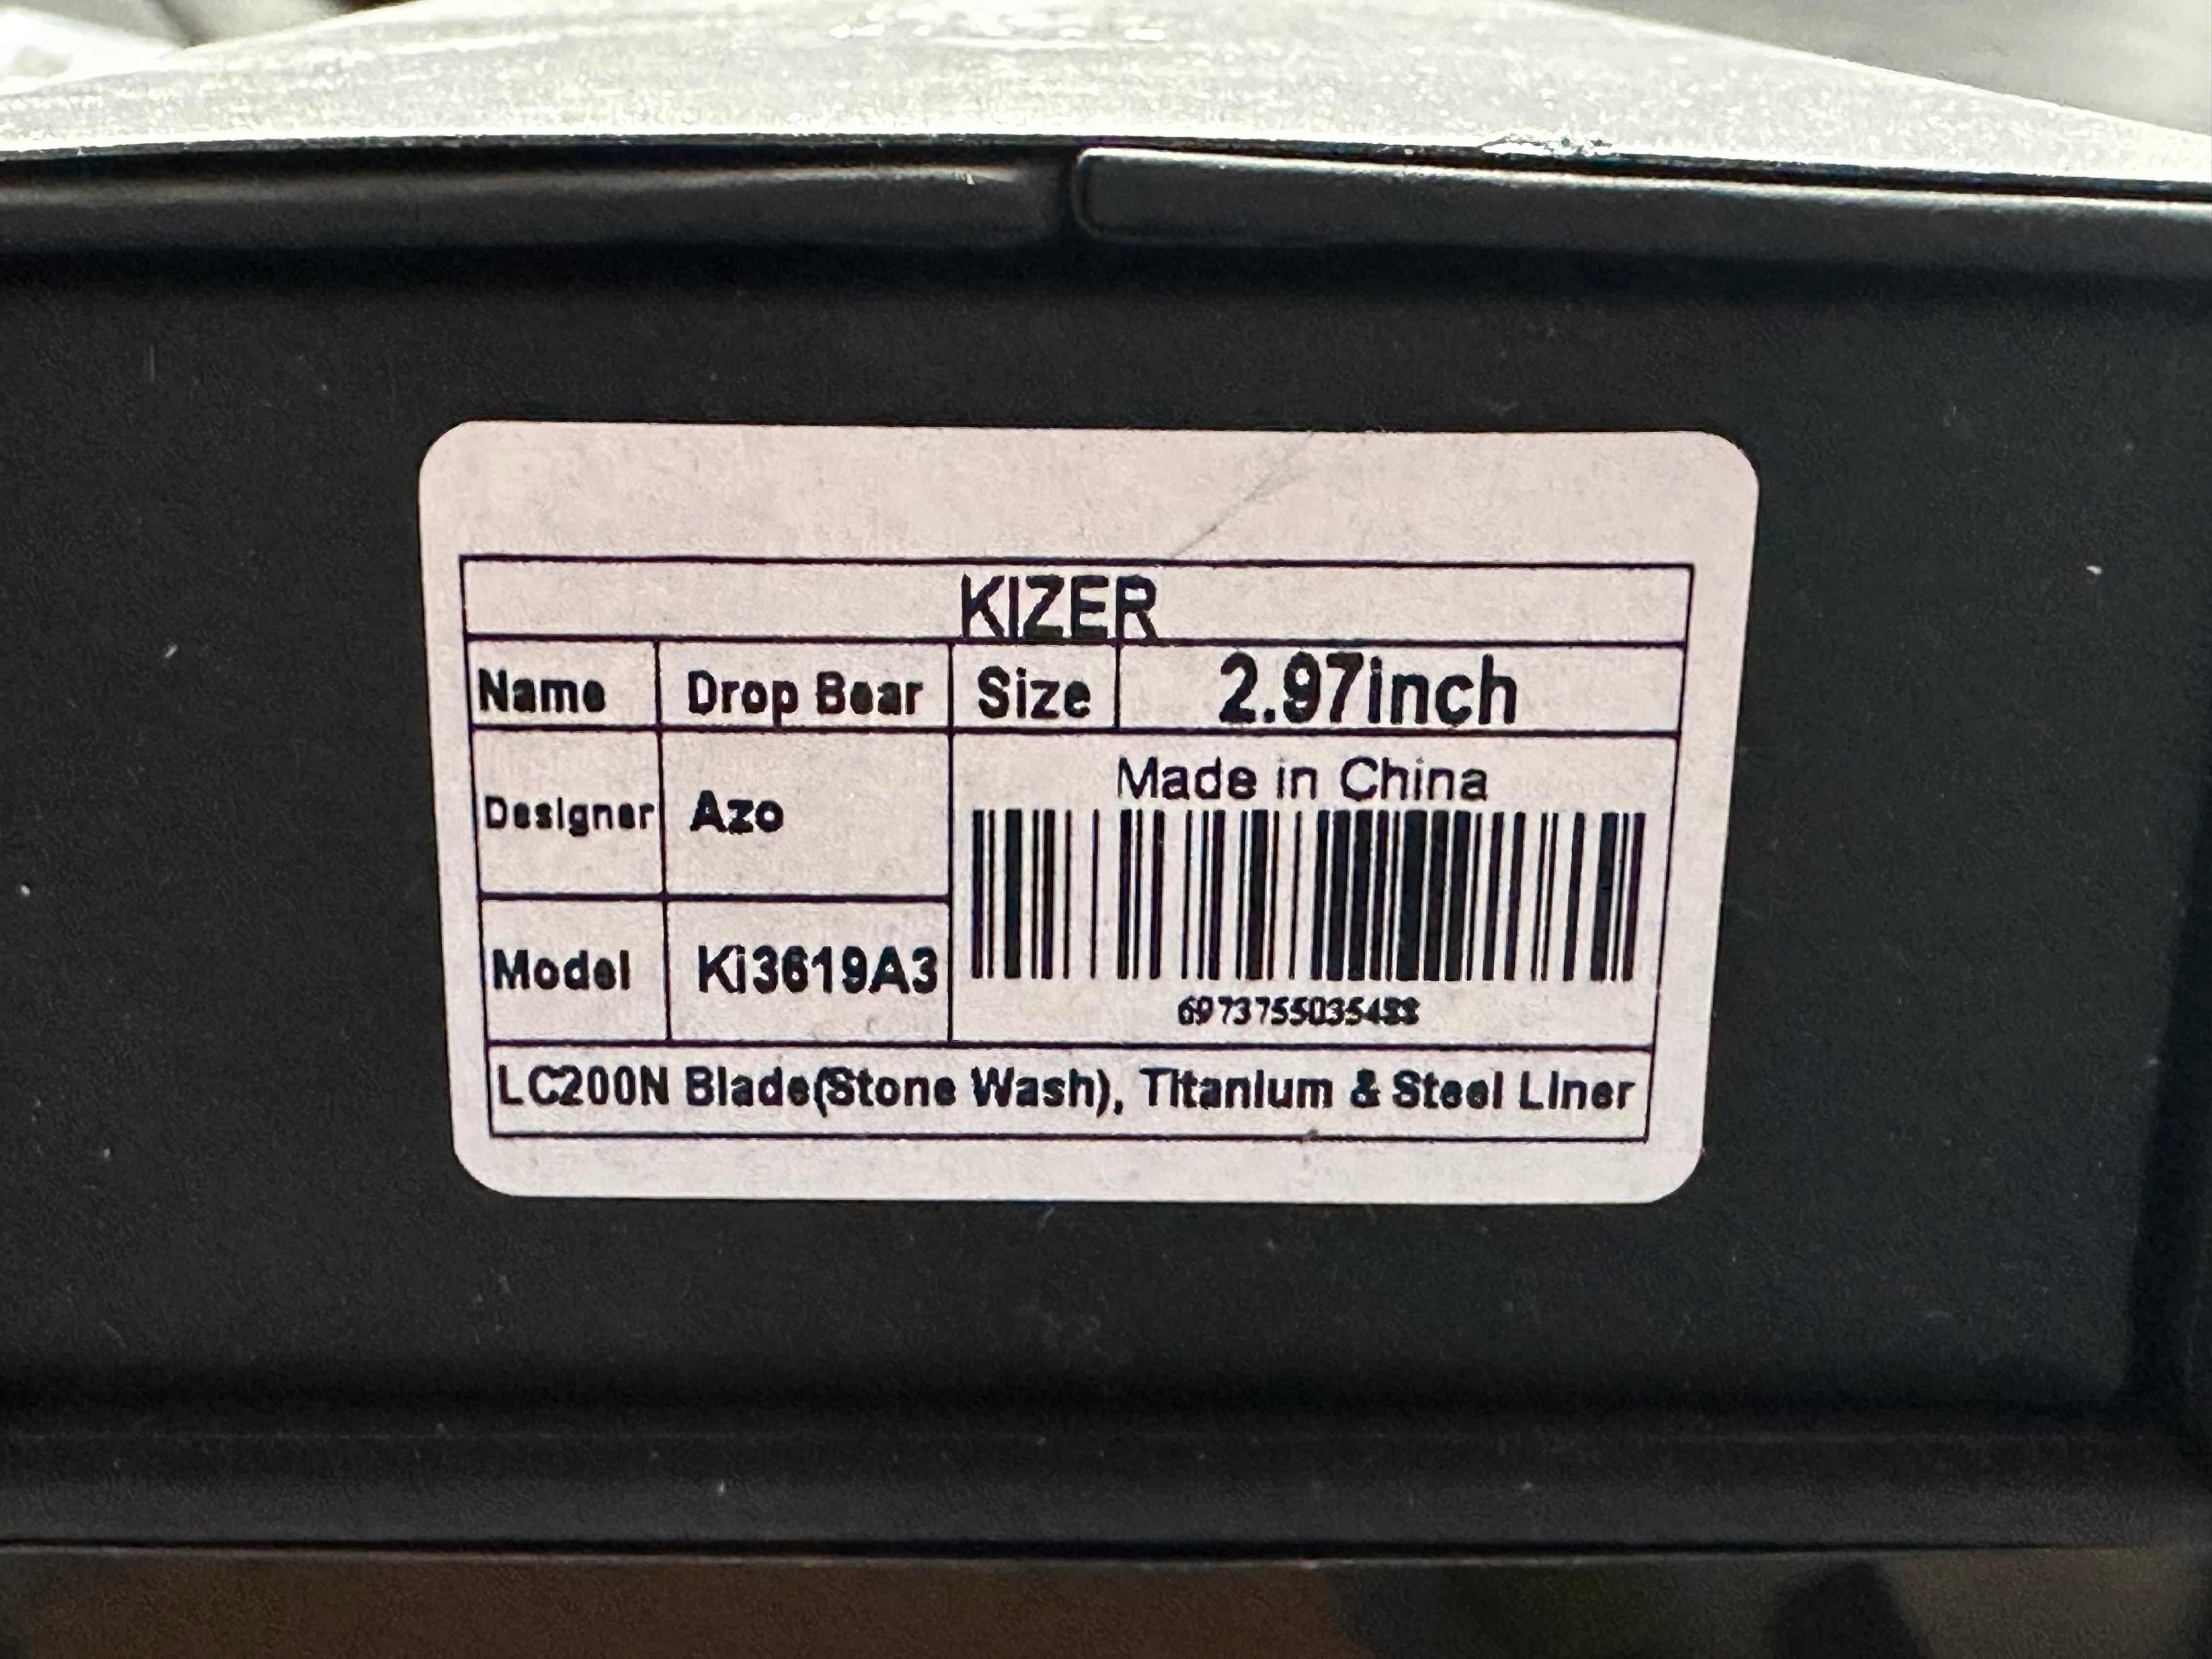 KIZER
Name Drop Bear Size 2.97inch
Made in China
Designer Azo
Model Ki3619A3
6973755035488
LC200N Blade(Stone Wash), Titanium & Steel Liner